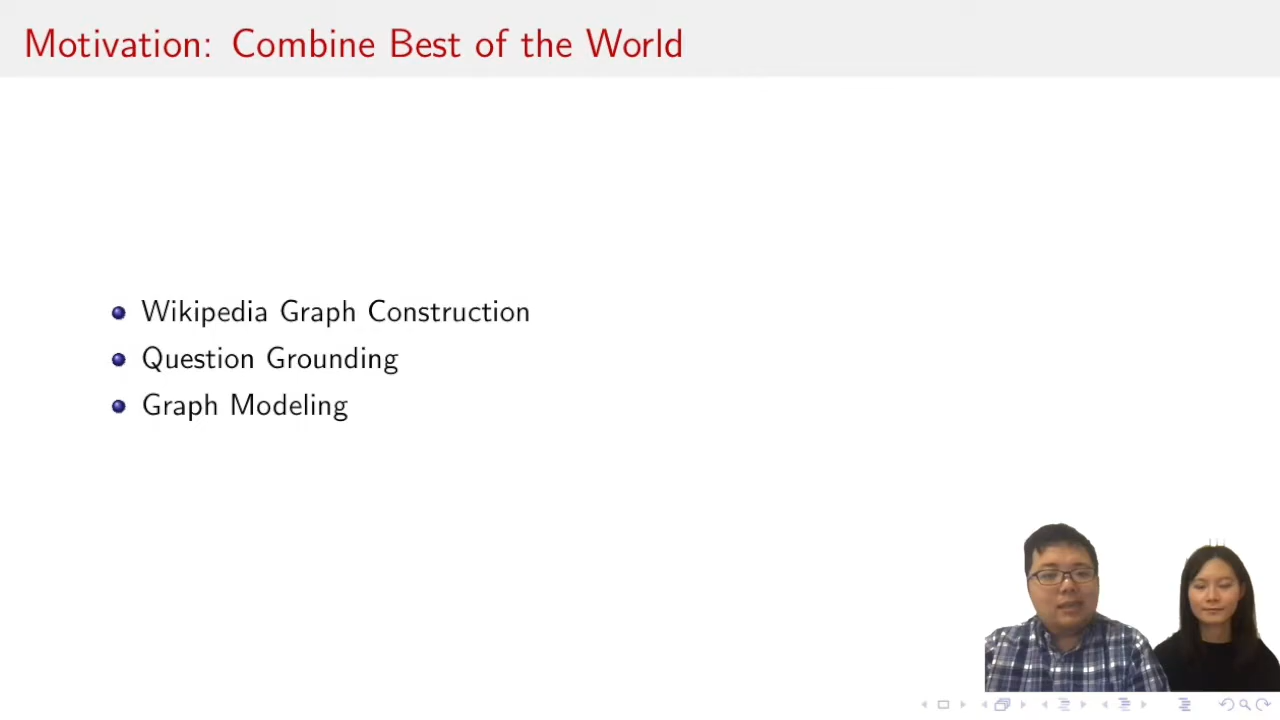 Motivation: Combine Best of the World
Wikipedia Graph Construction
Question Grounding
Graph Modeling